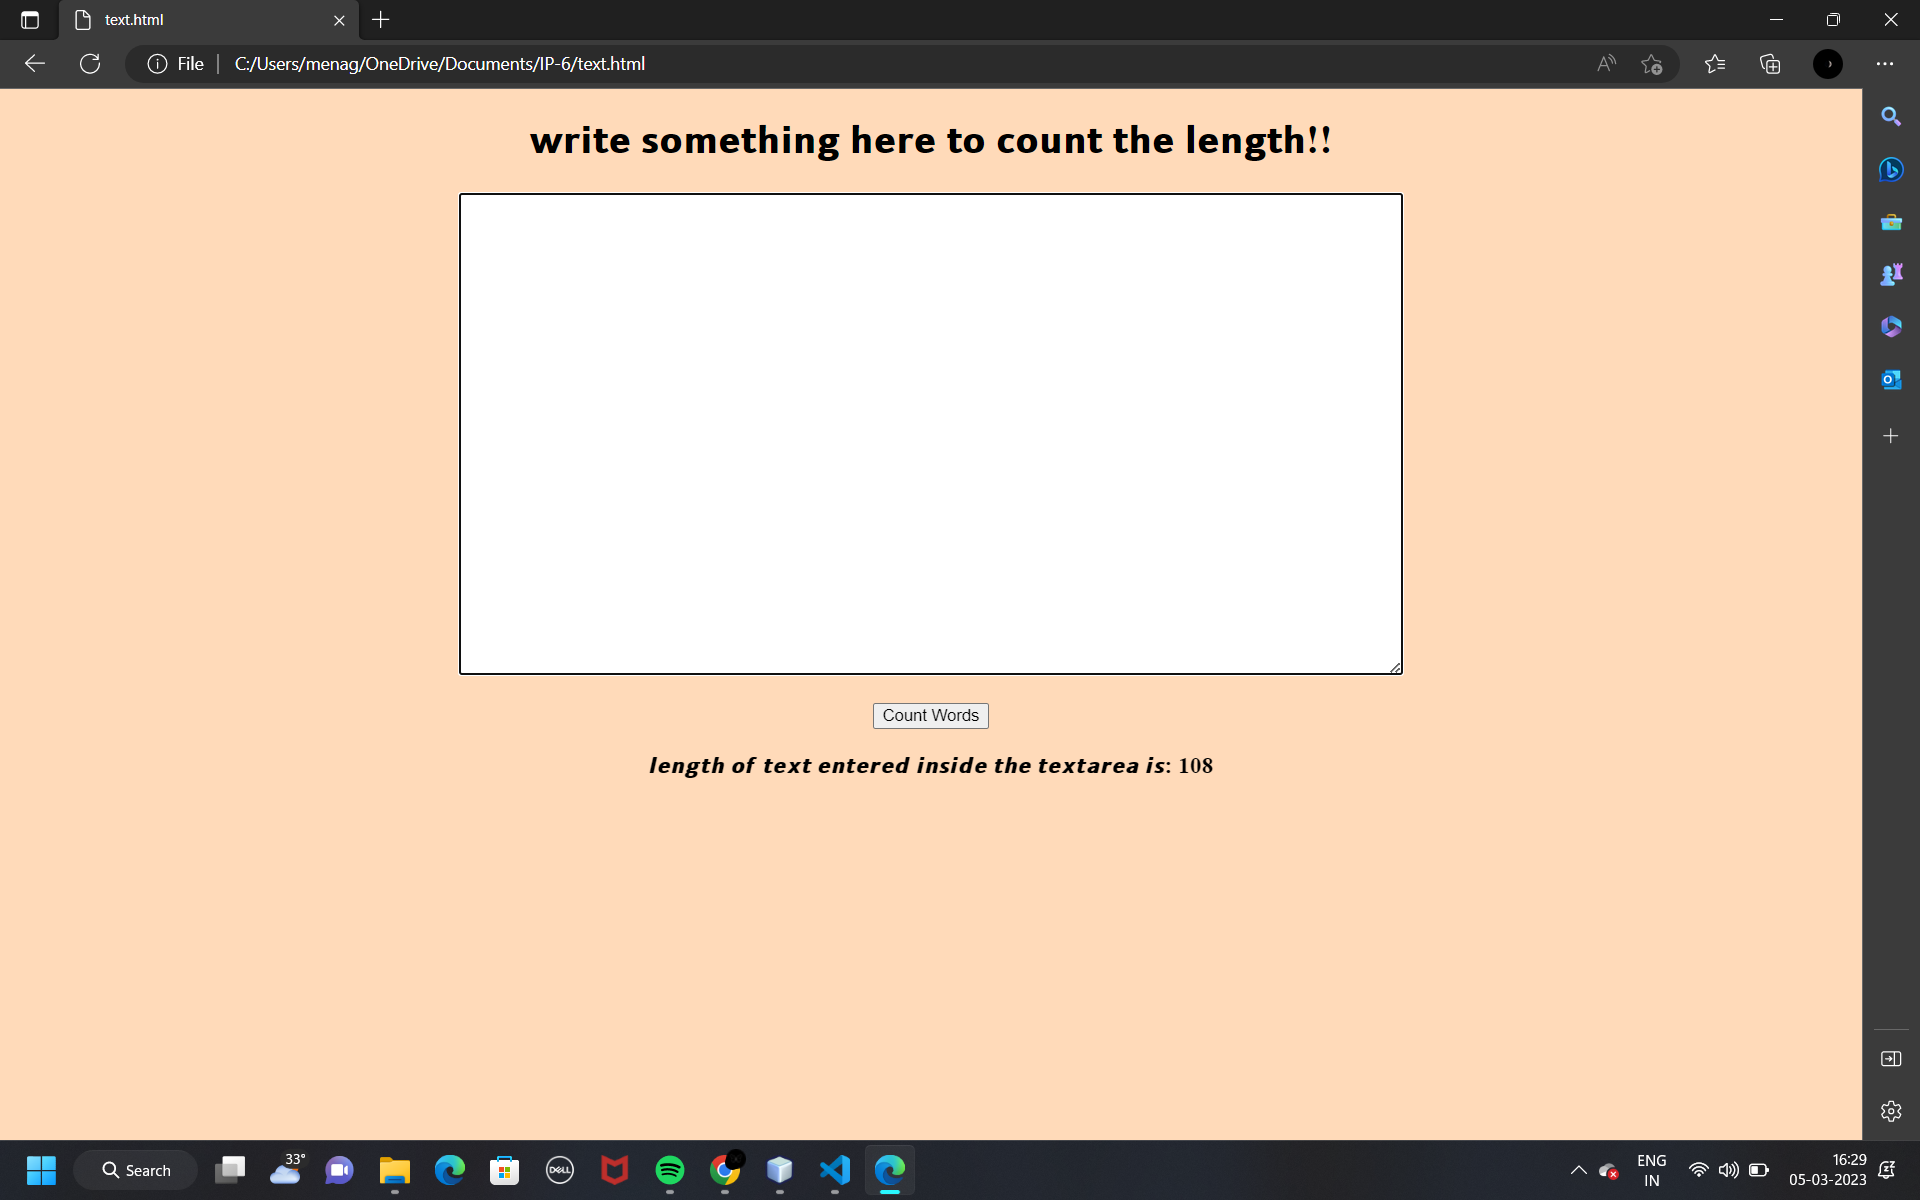 text.html
File
C:/Users/menag/OneDrive/Documents/IP-6/text.html
write something here to count the length!!
Count Words
length of text entered inside the textarea is: 108
33°
Search
DELL
ENG
IN
16:29
05-03-2023